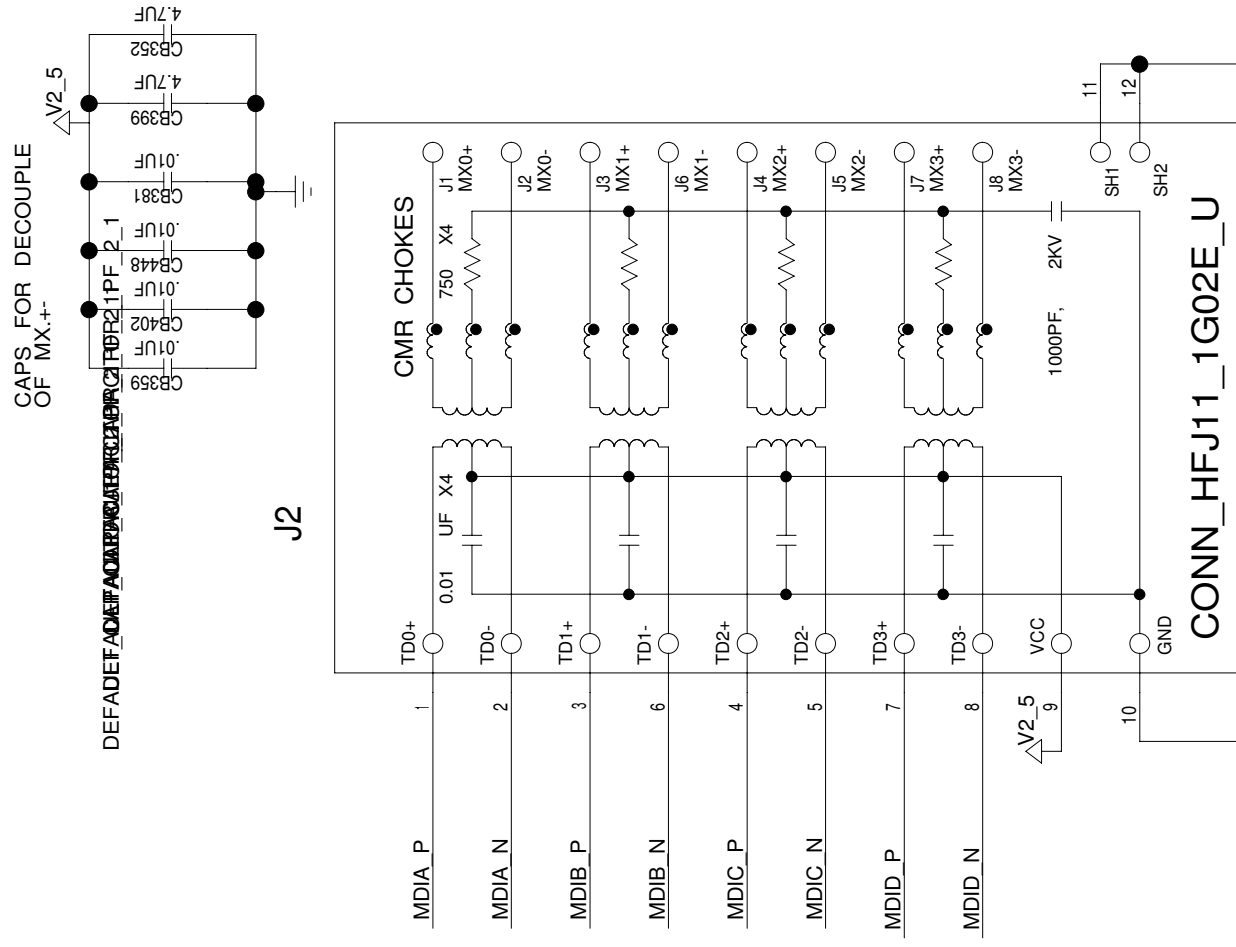 CAPS FOR DECOUPLE
OF MX.+-
V2_5
4.7UF
CB352
4.7UF
CB399
.01UF
CB381
.01UF
CB448
.01UF
CB402
.01UF
CB359
J2
CMR CHOKES
J1
MX0+
J2
MX0-
J3
MX1+
J6
MX1-
J4
MX2+
J5
MX2-
J7
MX3+
J8
MX3-
11
12
SH1
SH2
750 X4
1000PF, 2KV
0.01 UF X4
TD0+
TD0-
TD1+
TD1-
TD2+
TD2-
TD3+
TD3-
VCC
GND
1
2
3
6
4
5
7
8
9
10
V2_5
MDIA_P
MDIA_N
MDIB_P
MDIB_N
MDIC_P
MDIC_N
MDID_P
MDID_N
CONN_HFJ11_1G02E_U